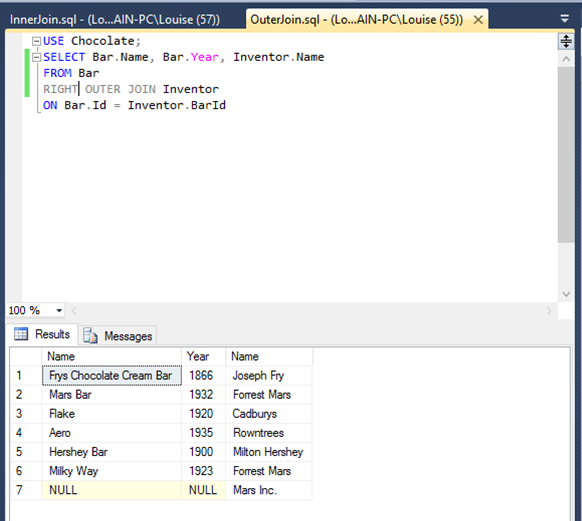 InnerJoin.sql - (Lo...AIN-PC\Louise (57))
OuterJoin.sql - (Lo...AIN-PC\Louise (55))
USE Chocolate;
SELECT Bar.Name, Bar.Year, Inventor.Name
FROM Bar
RIGHT OUTER JOIN Inventor
ON Bar.Id = Inventor.BarId
100 %
Results Messages
Name Year Name
1 Frys Chocolate Cream Bar 1866 Joseph Fry
2 Mars Bar 1932 Forrest Mars
3 Flake 1920 Cadburys
4 Aero 1935 Rowntrees
5 Hershey Bar 1900 Milton Hershey
6 Milky Way 1923 Forrest Mars
7 NULL NULL Mars Inc.